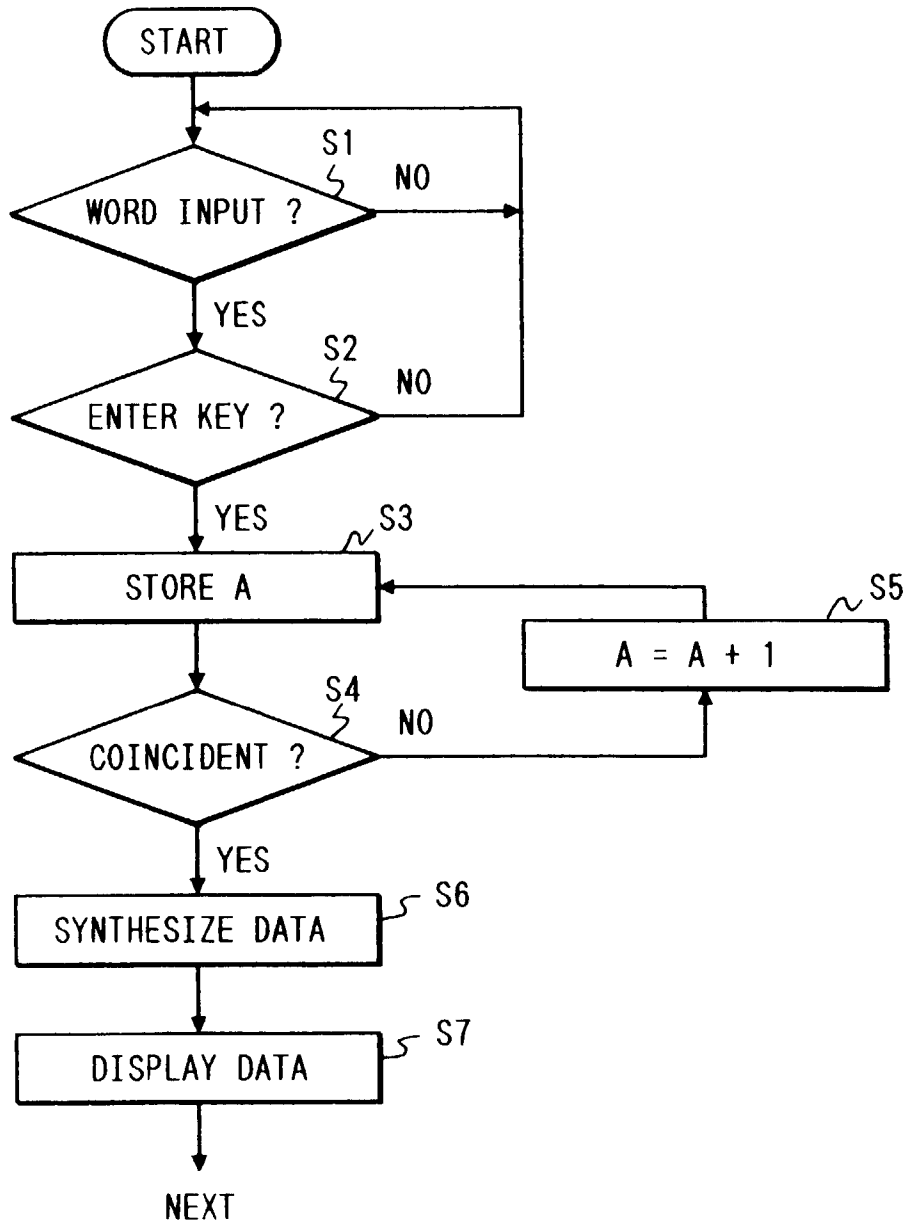 START
S1
NO
WORD INPUT ?
YES
S2
NO
ENTER KEY ?
YES
S3
STORE A
S5
A = A + 1
S4
NO
COINCIDENT ?
YES
S6
SYNTHESIZE DATA
S7
DISPLAY DATA
NEXT